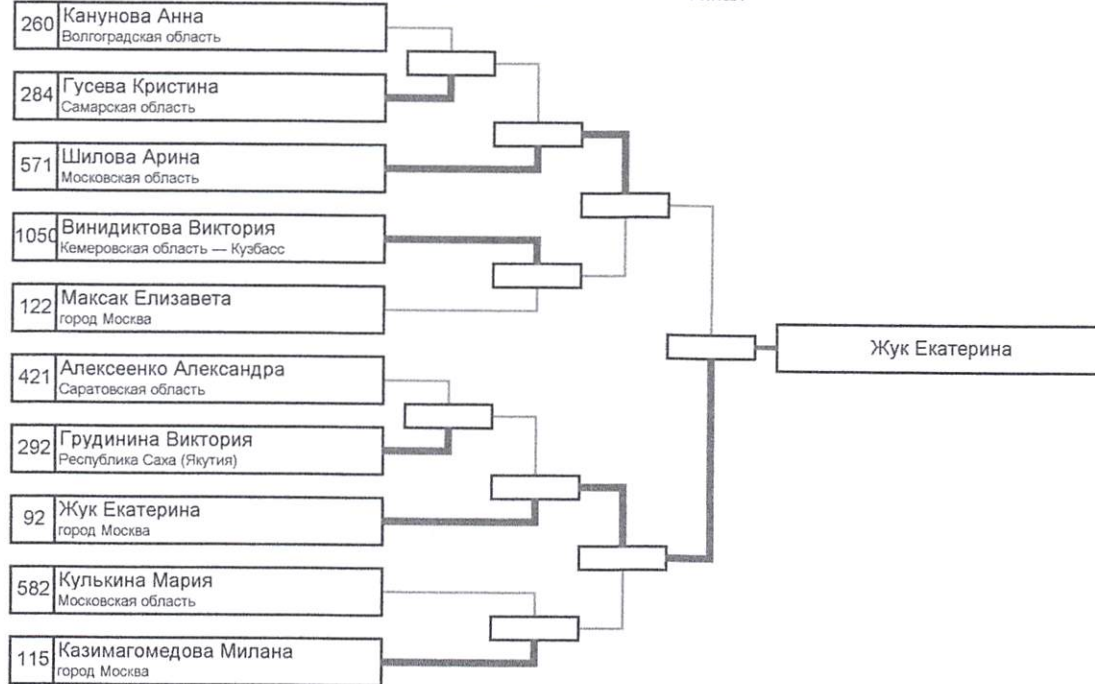 260 Канунова Анна
Волгоградская область
284 Гусева Кристина
Самарская область
571 Шилова Арина
Московская область
1050 Винидиктова Виктория
Кемеровская область — Кузбасс
122 Максак Елизавета
город Москва
421 Алексеенко Александра
Саратовская область
292 Грудинина Виктория
Республика Саха (Якутия)
92 Жук Екатерина
город Москва
582 Кулькина Мария
Московская область
115 Казимагомедова Милана
город Москва
Жук Екатерина